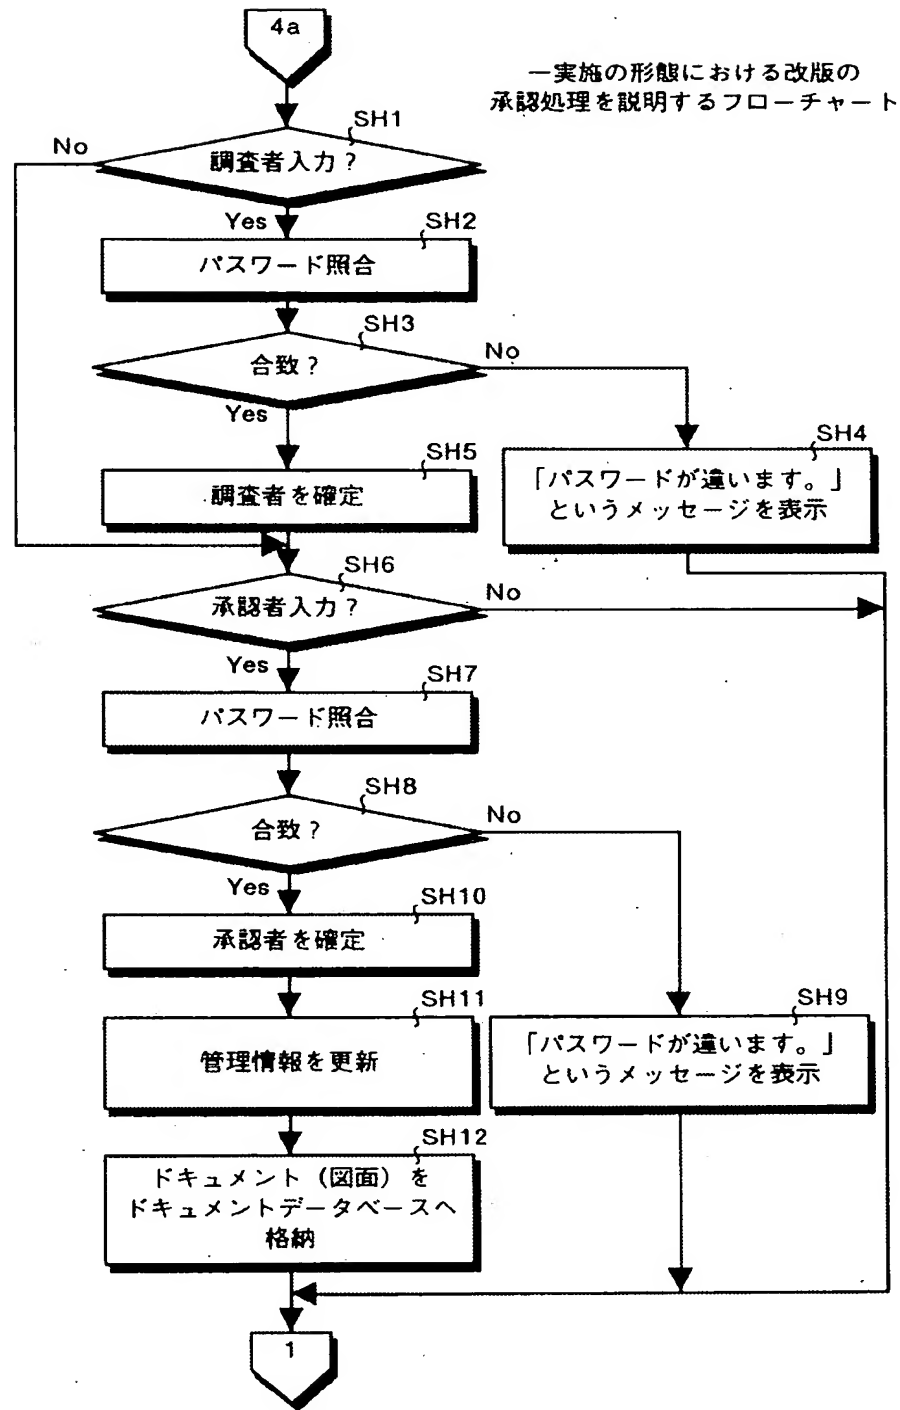 4a
一実施の形態における改版の
承認処理を説明するフローチャート
SH1
No
調査者入力？
Yes
SH2
パスワード照合
SH3
合致？
No
Yes
SH4
「パスワードが違います。」
というメッセージを表示
SH5
調査者を確定
SH6
承認者入力？
No
Yes
SH7
パスワード照合
SH8
合致？
No
Yes
SH10
承認者を確定
SH11
管理情報を更新
SH9
「パスワードが違います。」
というメッセージを表示
SH12
ドキュメント（図面）を
ドキュメントデータベースへ
格納
1